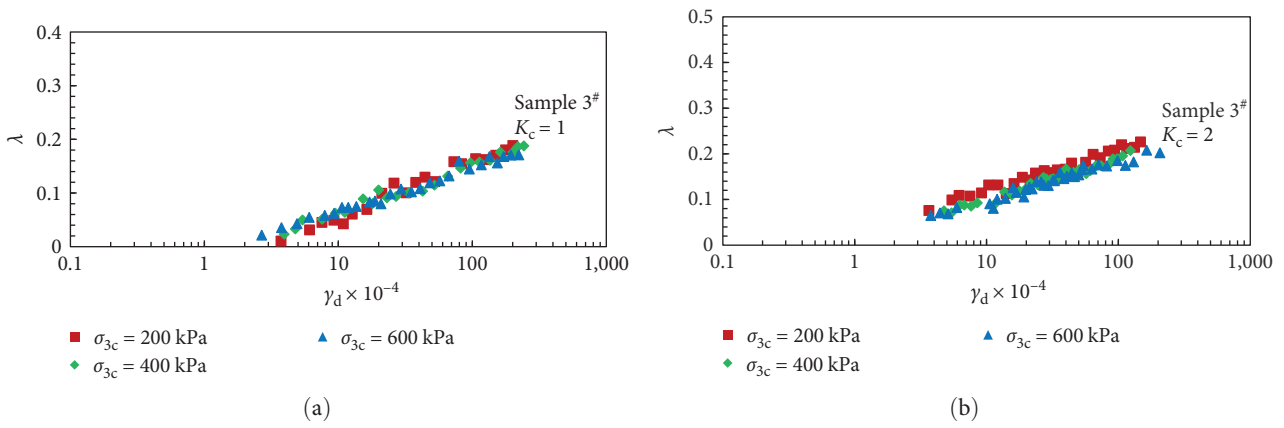 0.4
0.3
0.2
0.1
0
λ
Sample 3#
Kc = 1
0.1 1 10 100 1,000
γd × 10−4
σ3c = 200 kPa
σ3c = 600 kPa
σ3c = 400 kPa
(a)
0.5
0.4
0.3
0.2
0.1
0
λ
Sample 3#
Kc = 2
0.1 1 10 100 1,000
γd × 10−4
σ3c = 200 kPa
σ3c = 600 kPa
σ3c = 400 kPa
(b)